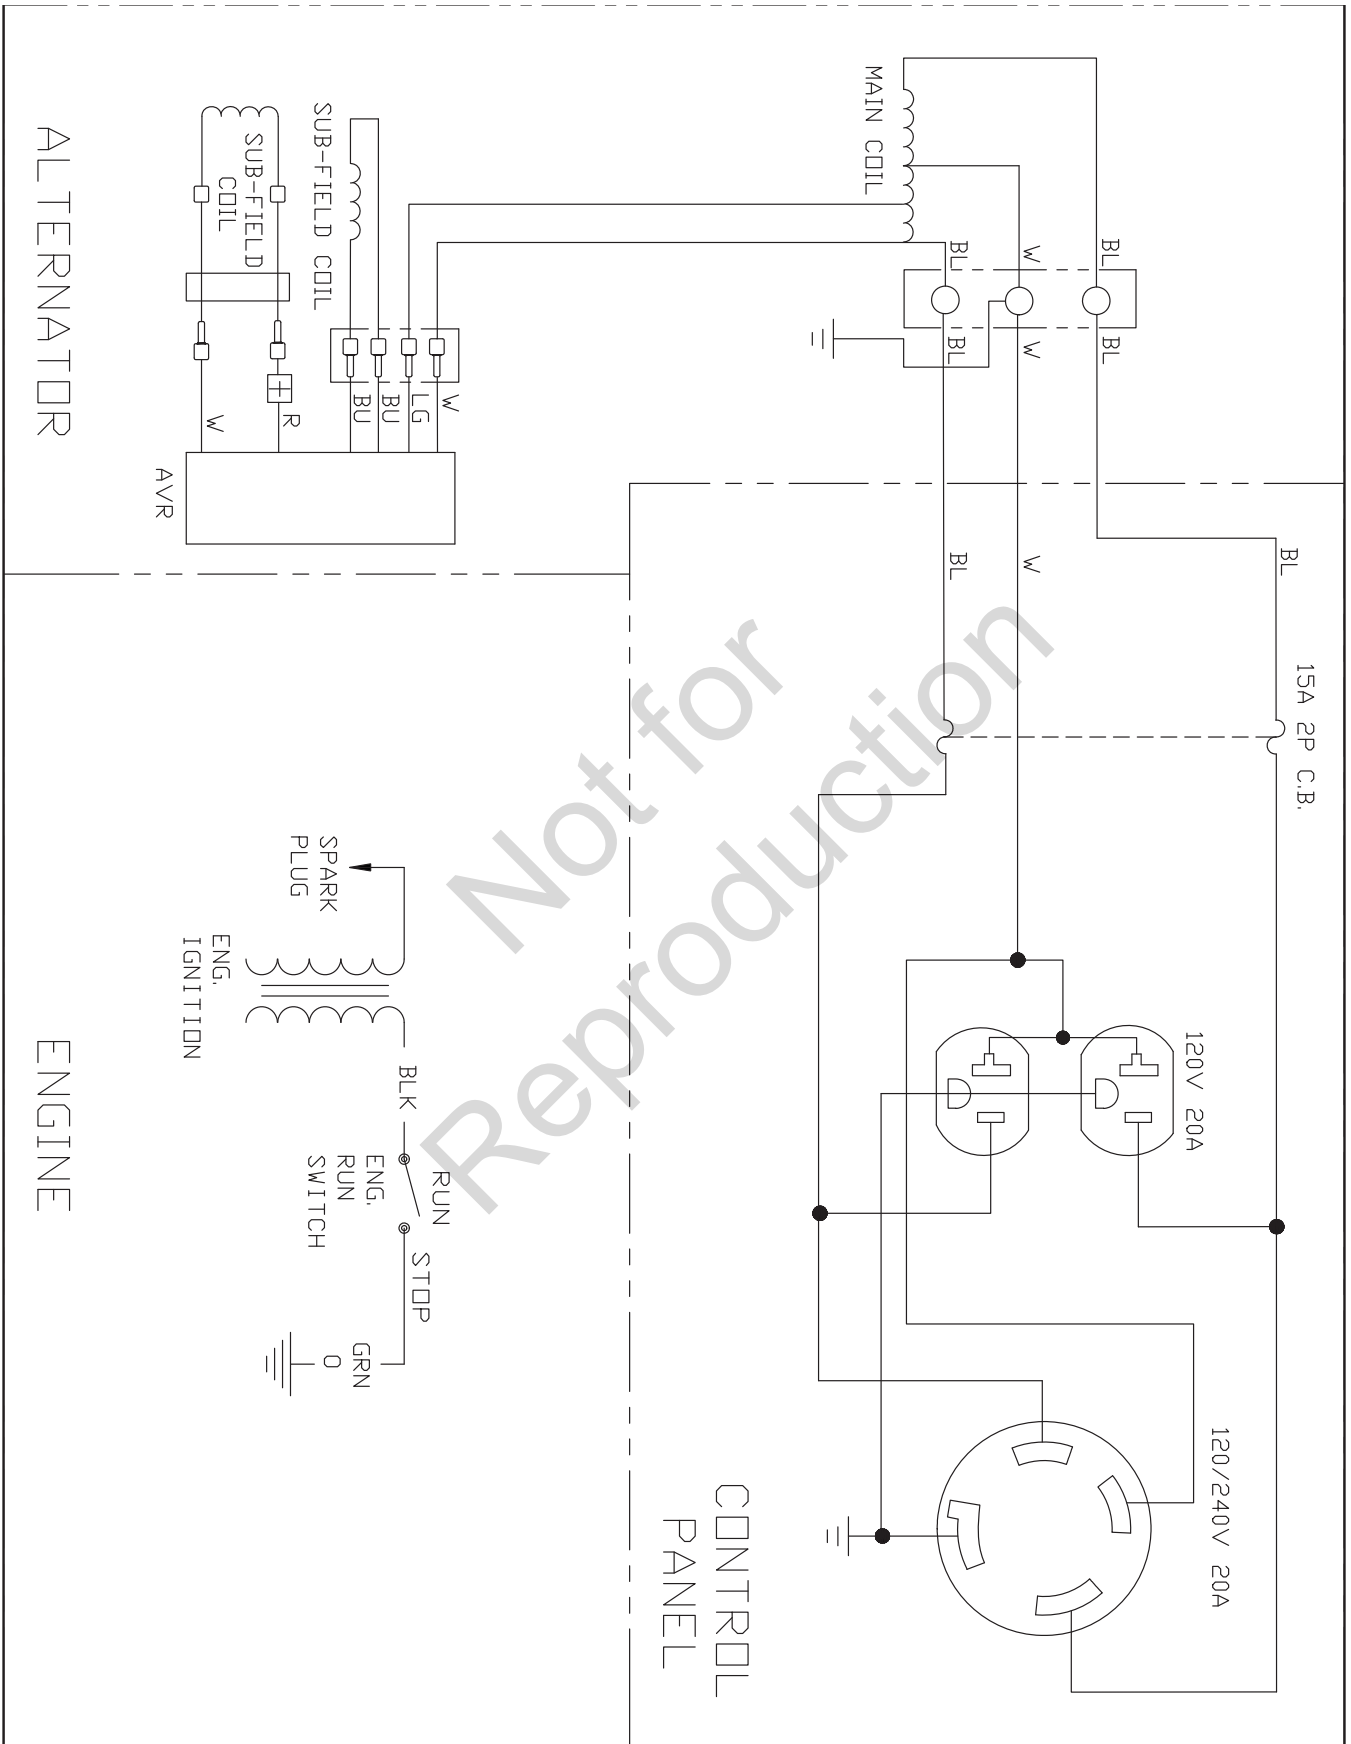 120V 20A
120/240V 20A
15A 2P C.B.
BL
BL
BL
W
W
W
BL
BL
BL
MAIN COIL
CONTROL
PANEL
W
LG
BU
BU
SUB-FIELD COIL
SUB-FIELD
COIL
R
W
AVR
ALTERNATOR
RUN
STOP
BLK
ENG.
RUN
SWITCH
GRN
O
SPARK
PLUG
ENG.
IGNITION
ENGINE
Not for
Reproduction